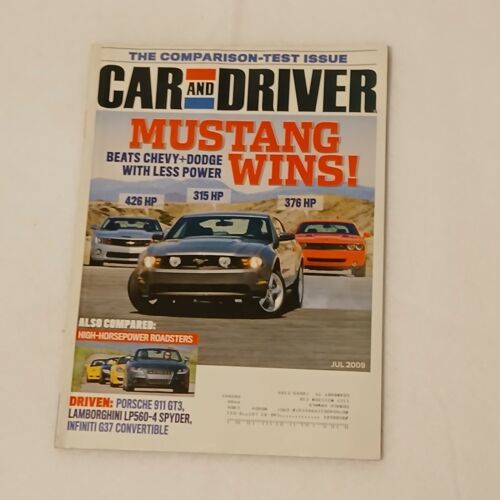 THE COMPARISON-TEST ISSUE
CAR AND DRIVER
MUSTANG
BEATS CHEVY+DODGE
WITH LESS POWER
WINS!
426 HP
315 HP
376 HP
ALSO COMPARED:
HIGH-HORSEPOWER ROADSTERS
JUL 2009
DRIVEN: PORSCHE 911 GT3,
LAMBORGHINI LP560-4 SPYDER,
INFINITI G37 CONVERTIBLE